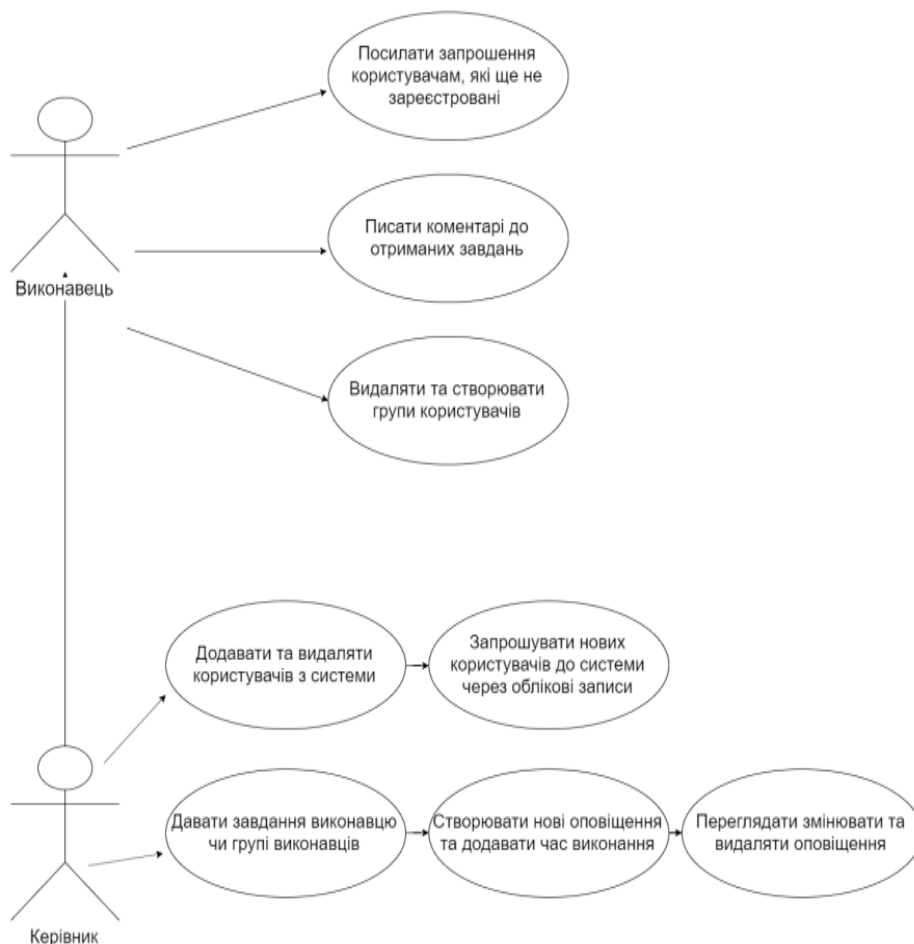 Посилати запрошення
користувачам, які ще не
зареєстровані
Писати коментарі до
отриманих завдань
Виконавець
Видаляти та створювати
групи користувачів
Додавати та видаляти
користувачів з системи
Запрошувати нових
користувачів до системи
через облікові записи
Давати завдання виконавцю
чи групі виконавців
Створювати нові оповіщення
та додавати час виконання
Переглядати змінювати та
видаляти оповіщення
Керівник